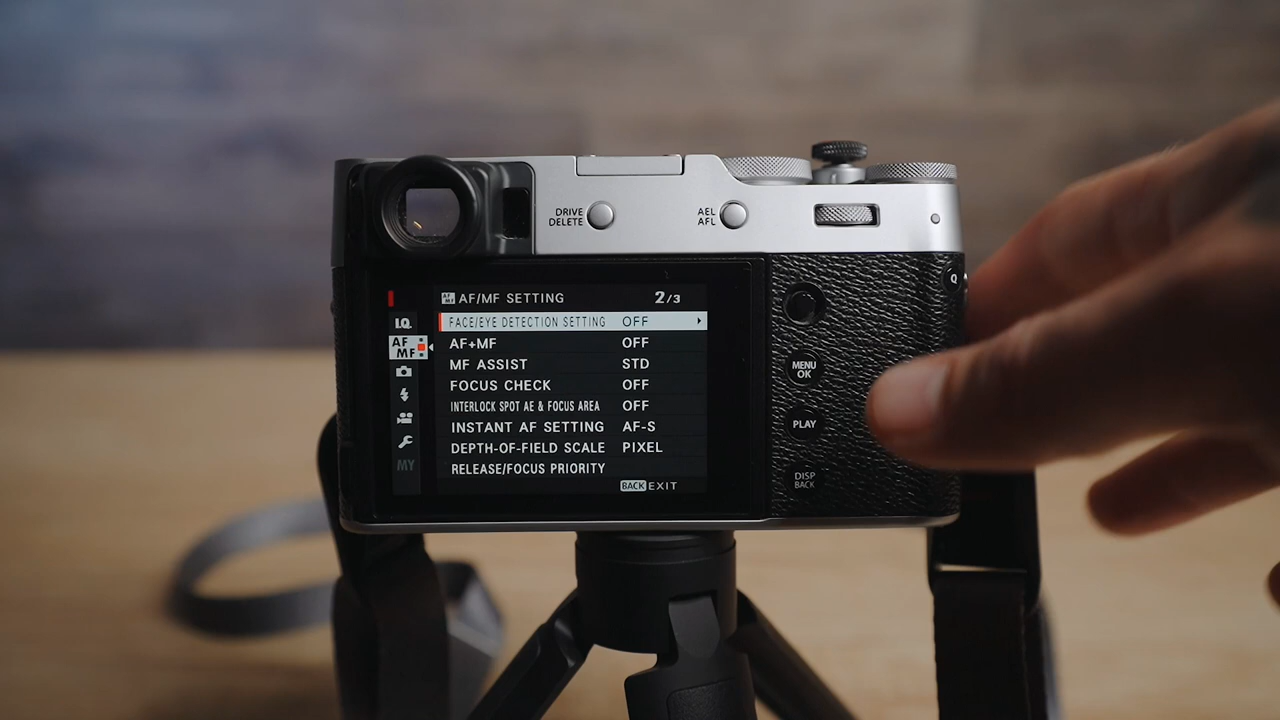 DRIVE
DELETE
AEL
AFL
Q
AF MF AF/MF SETTING 2/3
I.Q.
FACE/EYE DETECTION SETTING OFF
AF MF
AF+MF OFF
MF ASSIST STD
FOCUS CHECK OFF
INTERLOCK SPOT AE & FOCUS AREA OFF
INSTANT AF SETTING AF-S
DEPTH-OF-FIELD SCALE PIXEL
MY
RELEASE/FOCUS PRIORITY
BACK EXIT
MENU
OK
PLAY
DISP
BACK